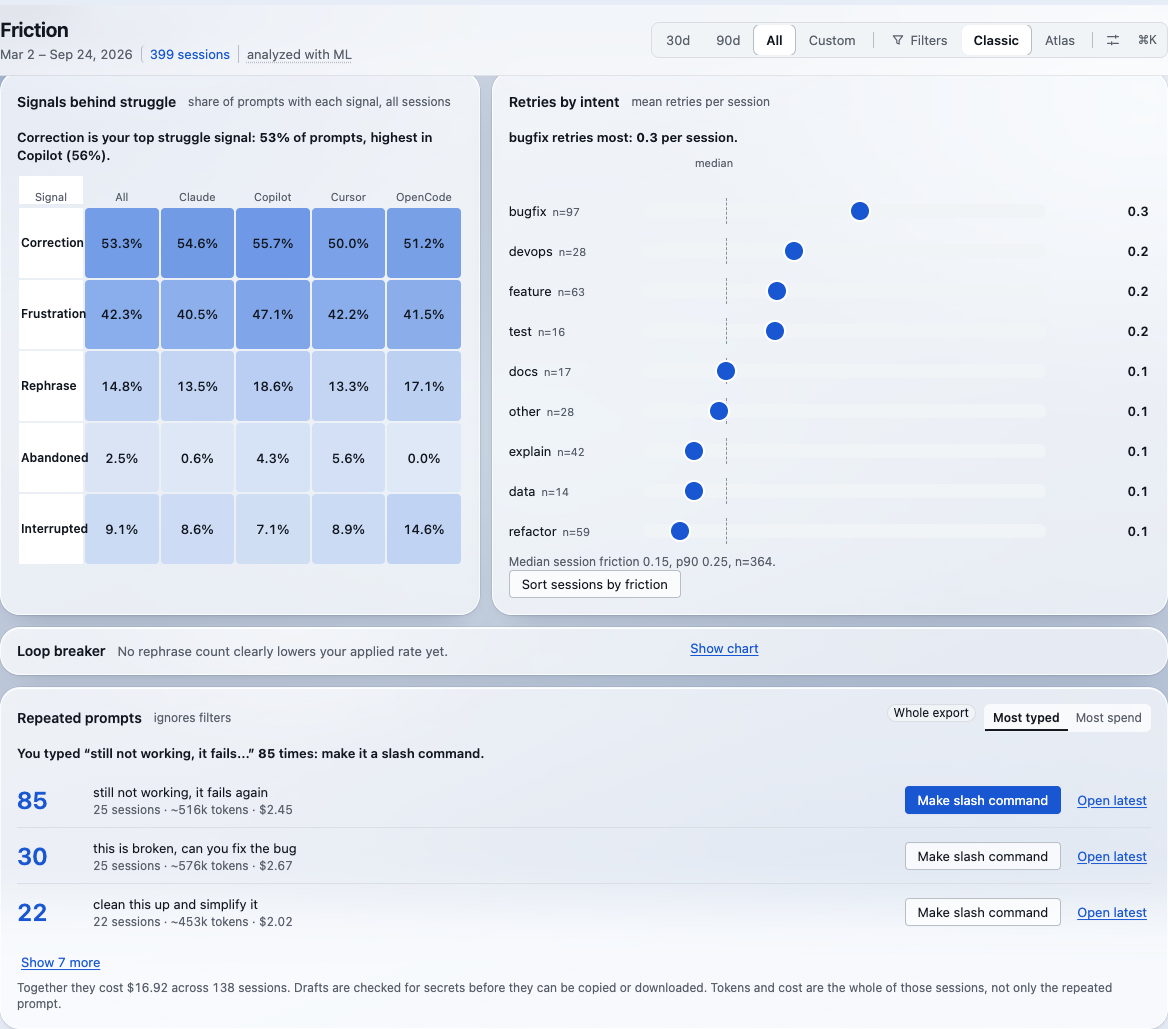 Friction
Mar 2 – Sep 24, 2026 399 sessions analyzed with ML
30d 90d All Custom Filters Classic Atlas ⌘K
Signals behind struggle share of prompts with each signal, all sessions
Correction is your top struggle signal: 53% of prompts, highest in
Copilot (56%).
Signal All Claude Copilot Cursor OpenCode
Correction 53.3% 54.6% 55.7% 50.0% 51.2%
Frustration 42.3% 40.5% 47.1% 42.2% 41.5%
Rephrase 14.8% 13.5% 18.6% 13.3% 17.1%
Abandoned 2.5% 0.6% 4.3% 5.6% 0.0%
Interrupted 9.1% 8.6% 7.1% 8.9% 14.6%
Retries by intent mean retries per session
bugfix retries most: 0.3 per session.
median
bugfix n=97 0.3
devops n=28 0.2
feature n=63 0.2
test n=16 0.2
docs n=17 0.1
other n=28 0.1
explain n=42 0.1
data n=14 0.1
refactor n=59 0.1
Median session friction 0.15, p90 0.25, n=364.
Sort sessions by friction
Loop breaker No rephrase count clearly lowers your applied rate yet. Show chart
Repeated prompts ignores filters Whole export Most typed Most spend
You typed “still not working, it fails…” 85 times: make it a slash command.
85 still not working, it fails again Make slash command Open latest
25 sessions · ~516k tokens · $2.45
30 this is broken, can you fix the bug Make slash command Open latest
25 sessions · ~576k tokens · $2.67
22 clean this up and simplify it Make slash command Open latest
22 sessions · ~453k tokens · $2.02
Show 7 more
Together they cost $16.92 across 138 sessions. Drafts are checked for secrets before they can be copied or downloaded. Tokens and cost are the whole of those sessions, not only the repeated
prompt.